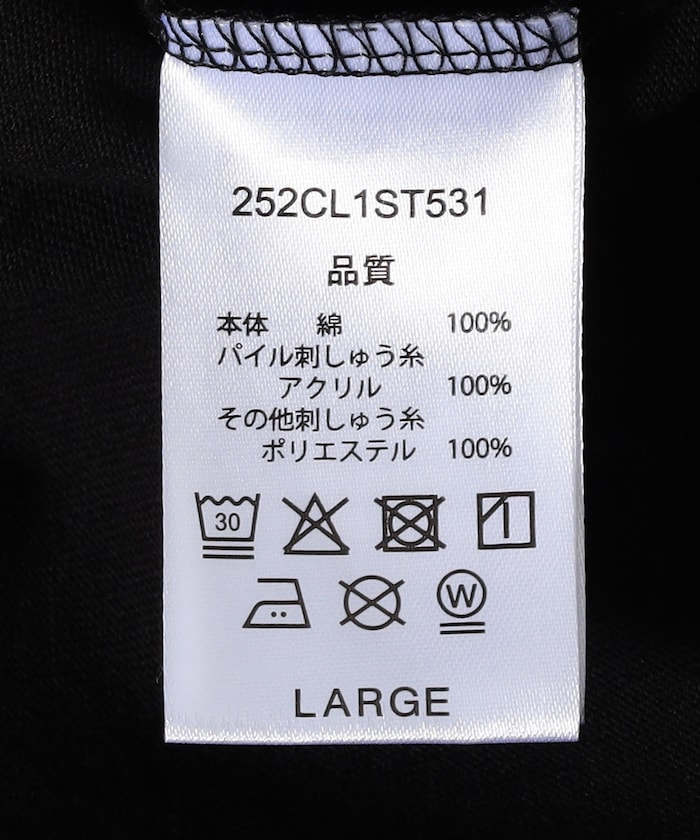 252CL1ST531
品質
本体 綿 100%
パイル刺しゅう糸
アクリル 100%
その他刺しゅう糸
ポリエステル 100%
30
W
LARGE